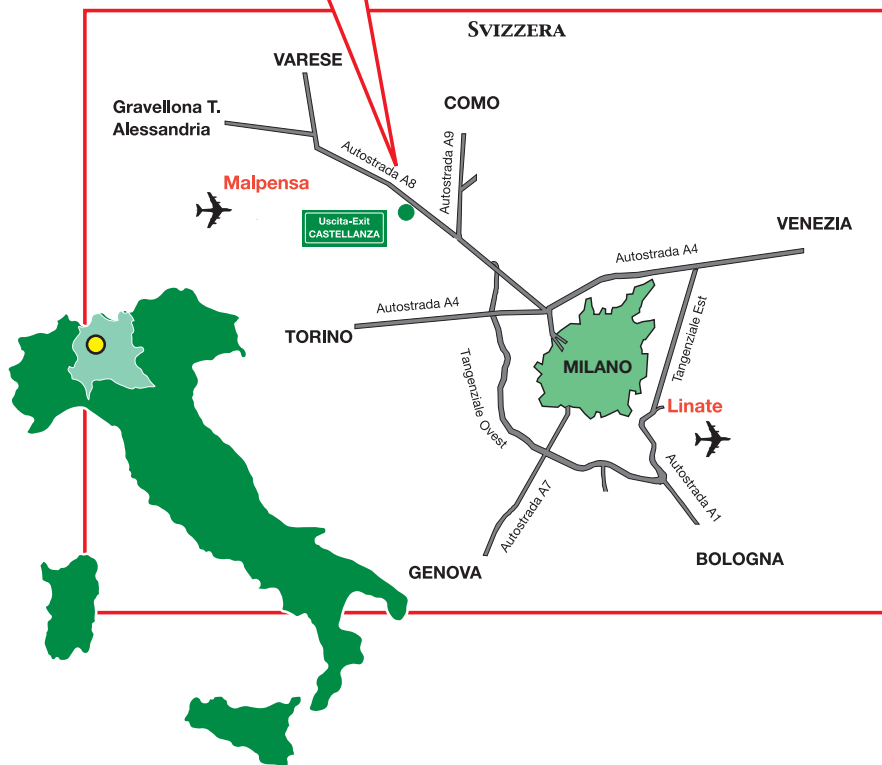 SVIZZERA
VARESE
COMO
Gravellona T.
Alessandria
Autostrada A8
Autostrada A9
Malpensa
Uscita-Exit
CASTELLANZA
VENEZIA
Autostrada A4
Autostrada A4
TORINO
Tangenziale Est
MILANO
Tangenziale Ovest
Linate
Autostrada A7
Autostrada A1
GENOVA
BOLOGNA